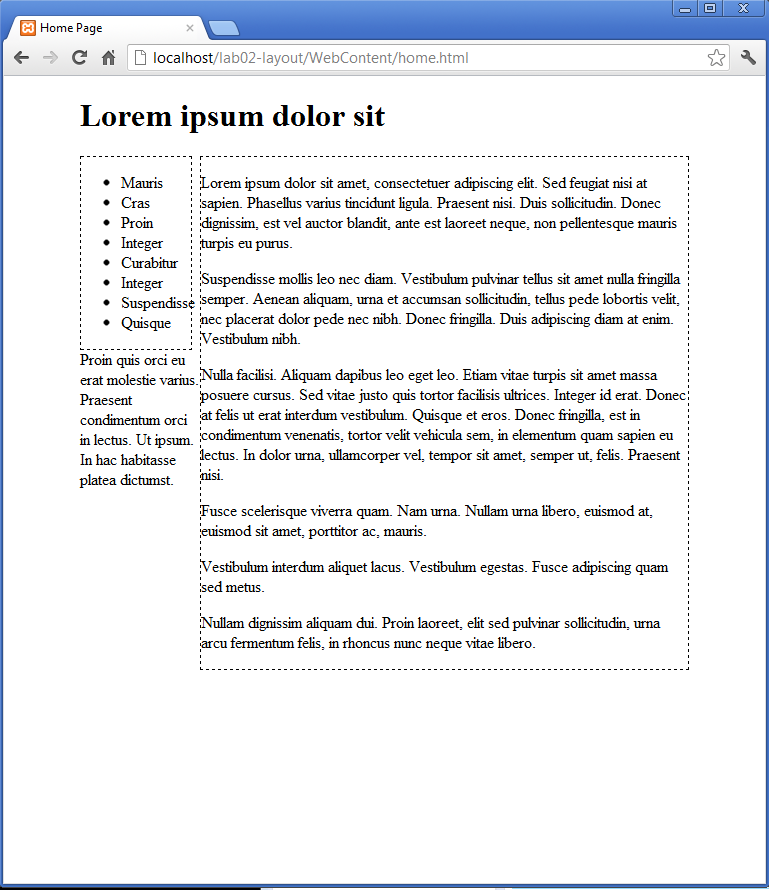 Home Page
localhost/lab02-layout/WebContent/home.html
Lorem ipsum dolor sit
Mauris
Cras
Proin
Integer
Curabitur
Integer
Suspendisse
Quisque
Proin quis orci eu
erat molestie varius.
Praesent
condimentum orci
in lectus. Ut ipsum.
In hac habitasse
platea dictumst.
Lorem ipsum dolor sit amet, consectetuer adipiscing elit. Sed feugiat nisi at
sapien. Phasellus varius tincidunt ligula. Praesent nisi. Duis sollicitudin. Donec
dignissim, est vel auctor blandit, ante est laoreet neque, non pellentesque mauris
turpis eu purus.
Suspendisse mollis leo nec diam. Vestibulum pulvinar tellus sit amet nulla fringilla
semper. Aenean aliquam, urna et accumsan sollicitudin, tellus pede lobortis velit,
nec placerat dolor pede nec nibh. Donec fringilla. Duis adipiscing diam at enim.
Vestibulum nibh.
Nulla facilisi. Aliquam dapibus leo eget leo. Etiam vitae turpis sit amet massa
posuere cursus. Sed vitae justo quis tortor facilisis ultrices. Integer id erat. Donec
at felis ut erat interdum vestibulum. Quisque et eros. Donec fringilla, est in
condimentum venenatis, tortor velit vehicula sem, in elementum quam sapien eu
lectus. In dolor urna, ullamcorper vel, tempor sit amet, semper ut, felis. Praesent
nisi.
Fusce scelerisque viverra quam. Nam urna. Nullam urna libero, euismod at,
euismod sit amet, porttitor ac, mauris.
Vestibulum interdum aliquet lacus. Vestibulum egestas. Fusce adipiscing quam
sed metus.
Nullam dignissim aliquam dui. Proin laoreet, elit sed pulvinar sollicitudin, urna
arcu fermentum felis, in rhoncus nunc neque vitae libero.